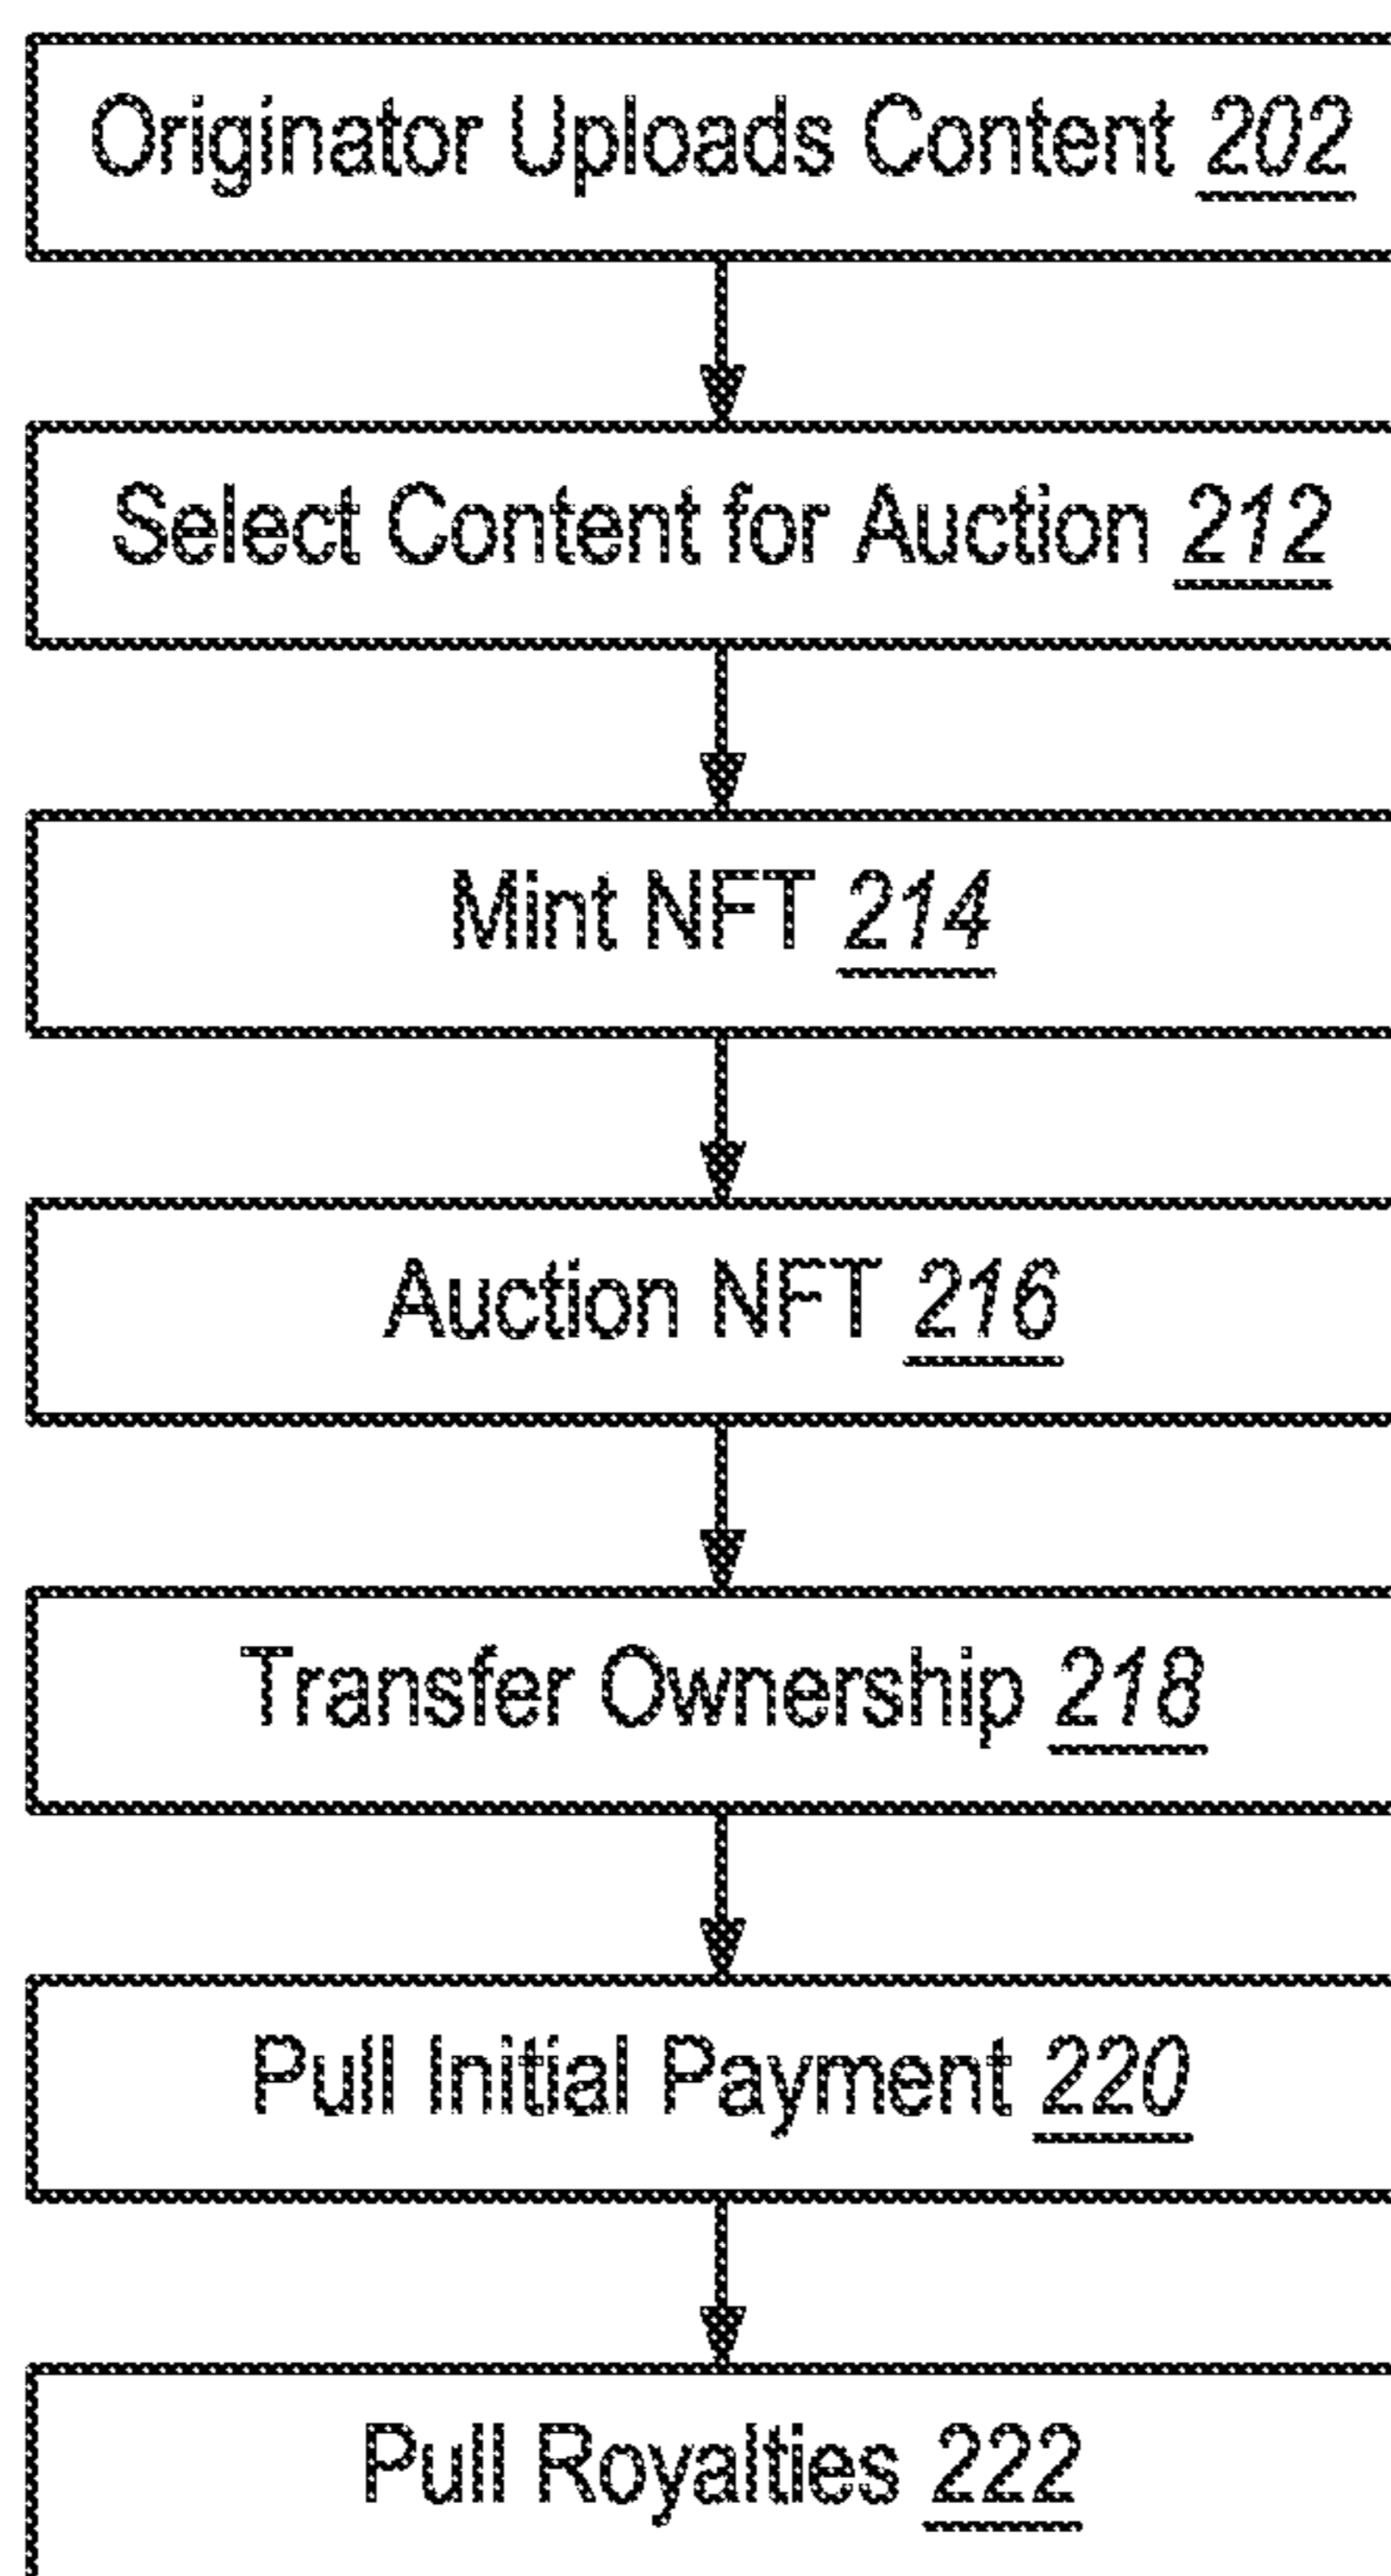 Originator Uploads Content 202
Select Content for Auction 212
Mint NFT 214
Auction NFT 216
Transfer Ownership 218
Pull Initial Payment 220
Pull Royalties 222